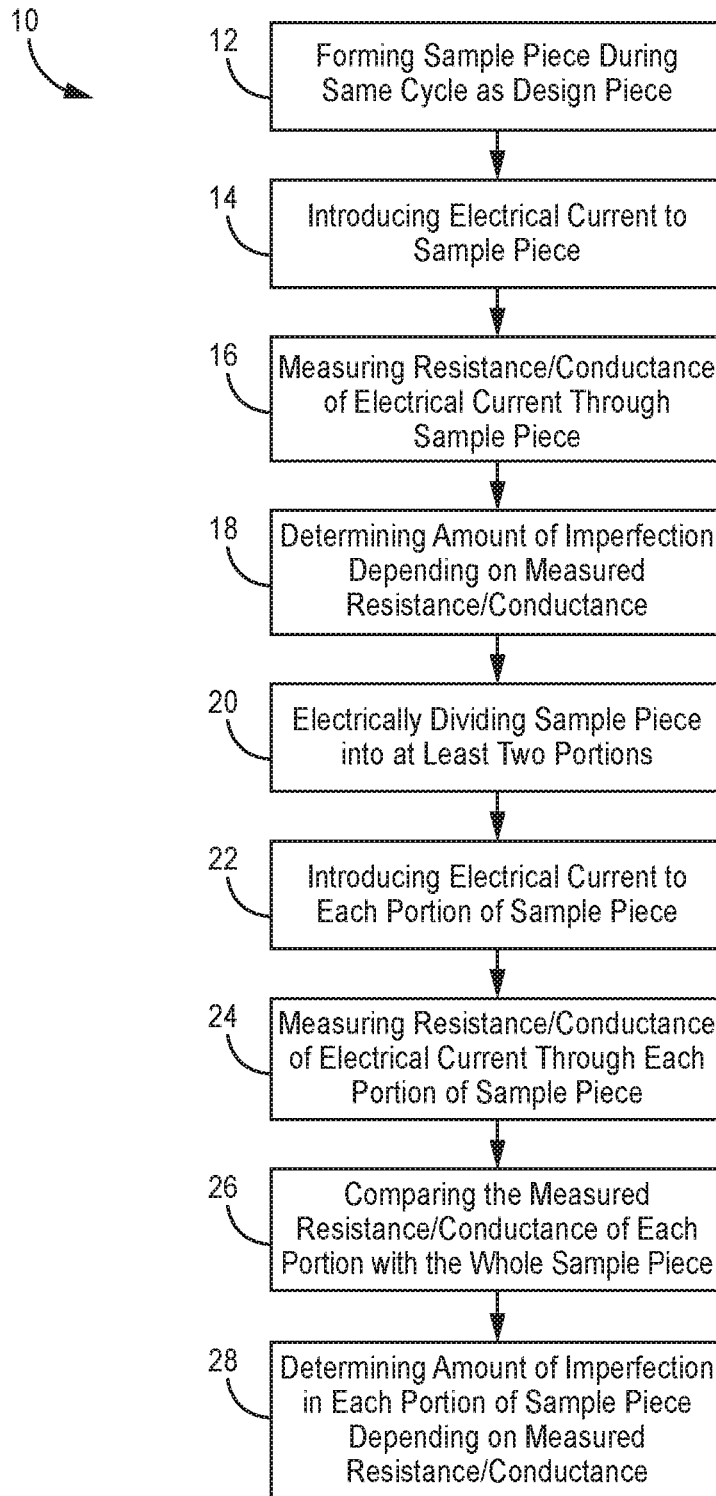 10
12
Forming Sample Piece During
Same Cycle as Design Piece
14
Introducing Electrical Current to
Sample Piece
16
Measuring Resistance/Conductance
of Electrical Current Through
Sample Piece
18
Determining Amount of Imperfection
Depending on Measured
Resistance/Conductance
20
Electrically Dividing Sample Piece
into at Least Two Portions
22
Introducing Electrical Current to
Each Portion of Sample Piece
24
Measuring Resistance/Conductance
of Electrical Current Through Each
Portion of Sample Piece
26
Comparing the Measured
Resistance/Conductance of Each
Portion with the Whole Sample Piece
28
Determining Amount of Imperfection
in Each Portion of Sample Piece
Depending on Measured
Resistance/Conductance